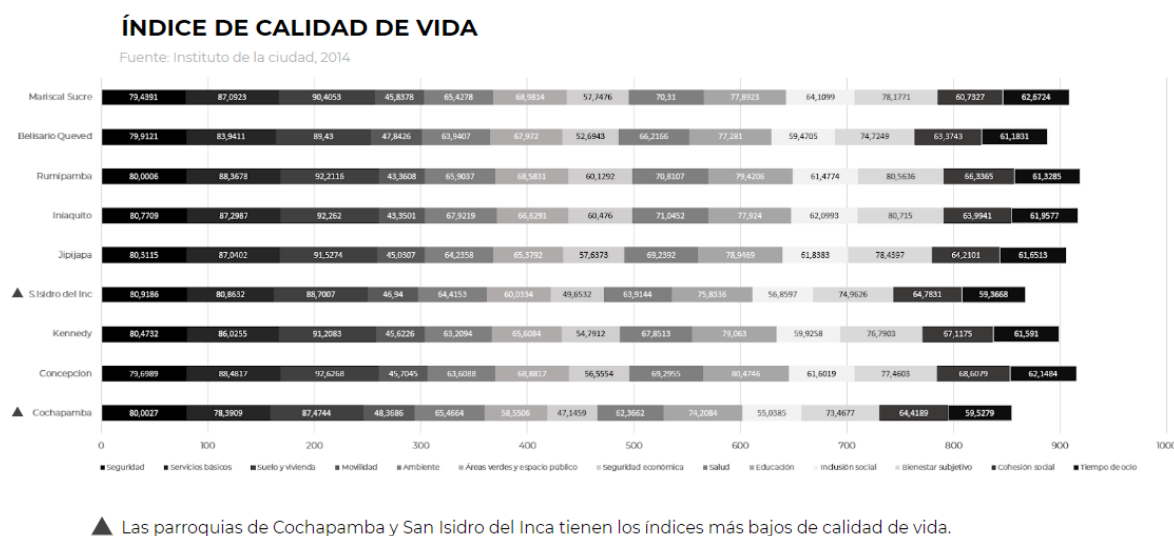 ÍNDICE DE CALIDAD DE VIDA
Fuente: Instituto de la ciudad, 2014
Mariscal Sucre 79,4391 87,0923 90,4053 45,8378 65,4278 68,9814 57,7476 70,31 77,8923 64,1099 78,1771 60,7327 62,6724
Belisario Queved 79,9121 83,9411 89,43 47,8426 63,9407 67,972 52,6943 66,2166 77,281 59,4705 74,7249 63,3743 61,1831
Rumipamba 80,0006 88,3678 92,2116 43,3608 65,9037 68,5831 60,1292 70,8107 79,4206 61,4774 80,5636 66,3365 61,3285
Iniaquito 80,7709 87,2987 92,262 43,3501 67,9219 66,6291 60,476 71,0452 77,924 62,0993 80,715 63,9941 61,9577
Jipijapa 80,3115 87,0402 91,5274 45,0307 64,2358 65,3792 57,6373 69,2392 78,9469 61,8383 78,4597 64,2101 61,6513
S.Isidro del Inc 80,9186 80,8632 88,7007 46,94 64,4153 60,0334 49,6532 63,9144 75,8336 56,8597 74,9626 64,7831 59,3668
Kennedy 80,4732 86,0255 91,2083 45,6226 63,2094 65,6084 54,7912 67,8513 79,063 59,9258 76,7903 67,1175 61,591
Concepcion 79,6989 88,4817 92,6268 45,7045 63,6088 68,8817 56,5554 69,2955 80,4746 61,6019 77,4603 68,6079 62,1484
Cochapamba 80,0027 78,3909 87,4744 48,3686 65,4664 58,5506 47,1459 62,3662 74,2084 55,0385 73,4677 64,4189 59,5279
0 100 200 300 400 500 600 700 800 900 1000
Seguridad Servicios básicos Suelo y vivienda Movilidad Ambiente Áreas verdes y espacio público Seguridad económica Salud Educación Inclusión social Bienestar subjetivo Cohesión social Tiempo de ocio
Las parroquias de Cochapamba y San Isidro del Inca tienen los índices más bajos de calidad de vida.